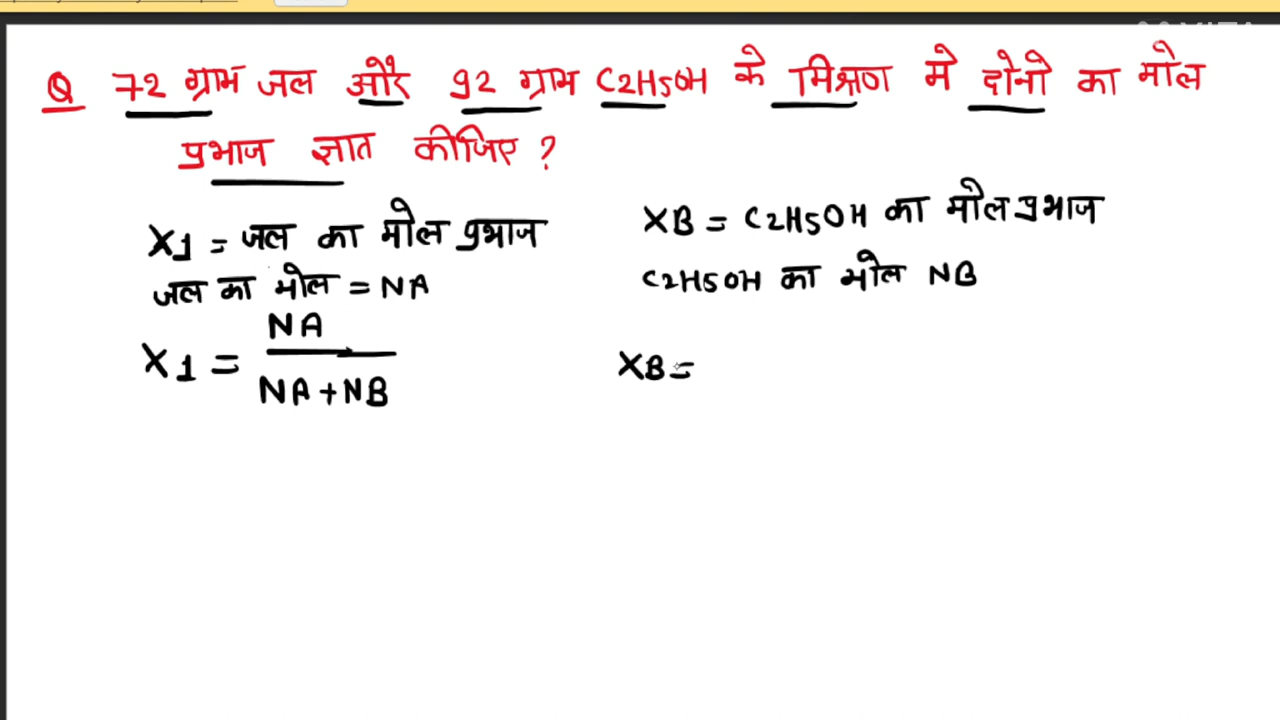 Q 72 ग्राम जल और 92 ग्राम C2H5OH के मिश्रण मे दोनो का मोल
प्रभाज ज्ञात कीजिए ?
X1 = जल का मोल प्रभाज
जल का मोल = NA
X1 = NA
NA+NB
XB = C2H5OH का मोल प्रभाज
C2H5OH का मोल NB
XB =